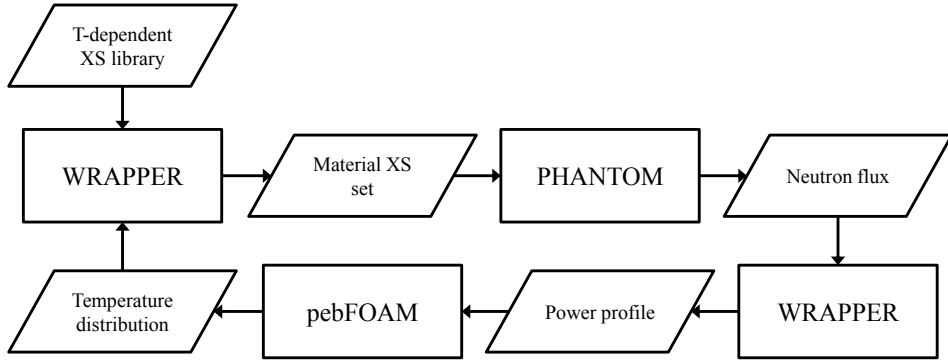 T-dependent
XS library
WRAPPER
Material XS
set
PHANTOM
Neutron flux
Temperature
distribution
pebFOAM
Power profile
WRAPPER